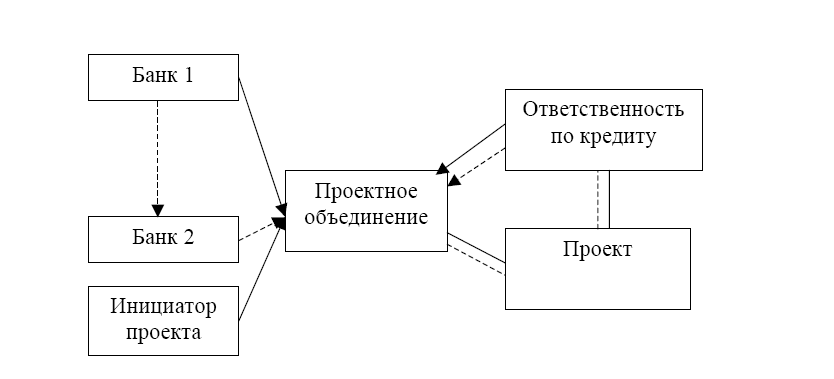 Банк 1
Ответственность
по кредиту
Проектное
объединение
Банк 2
Проект
Инициатор
проекта